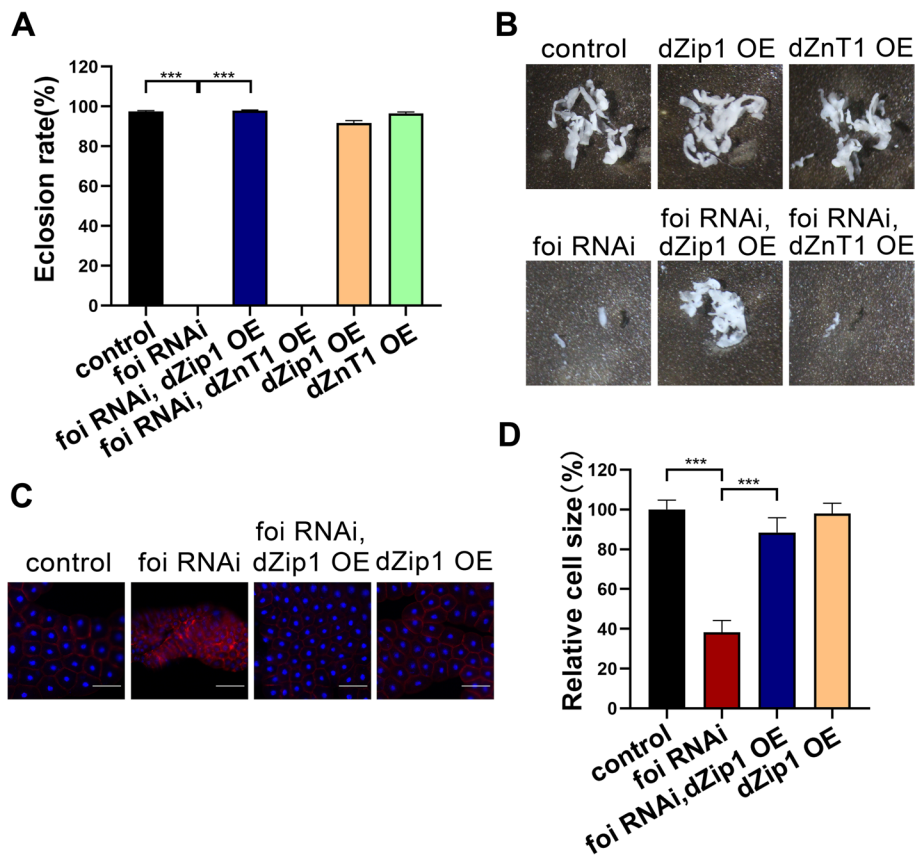 A
Eclosion rate(%)
120
100
80
60
40
20
0
***
***
control
foi RNAi
foi RNAi, dZip1 OE
foi RNAi, dZnT1 OE
dZip1 OE
dZnT1 OE
B
control
dZip1 OE
dZnT1 OE
foi RNAi
foi RNAi,
dZip1 OE
foi RNAi,
dZnT1 OE
C
control
foi RNAi
foi RNAi,
dZip1 OE
dZip1 OE
D
Relative cell size(%)
120
100
80
60
40
20
0
***
***
control
foi RNAi
foi RNAi,dZip1 OE
dZip1 OE